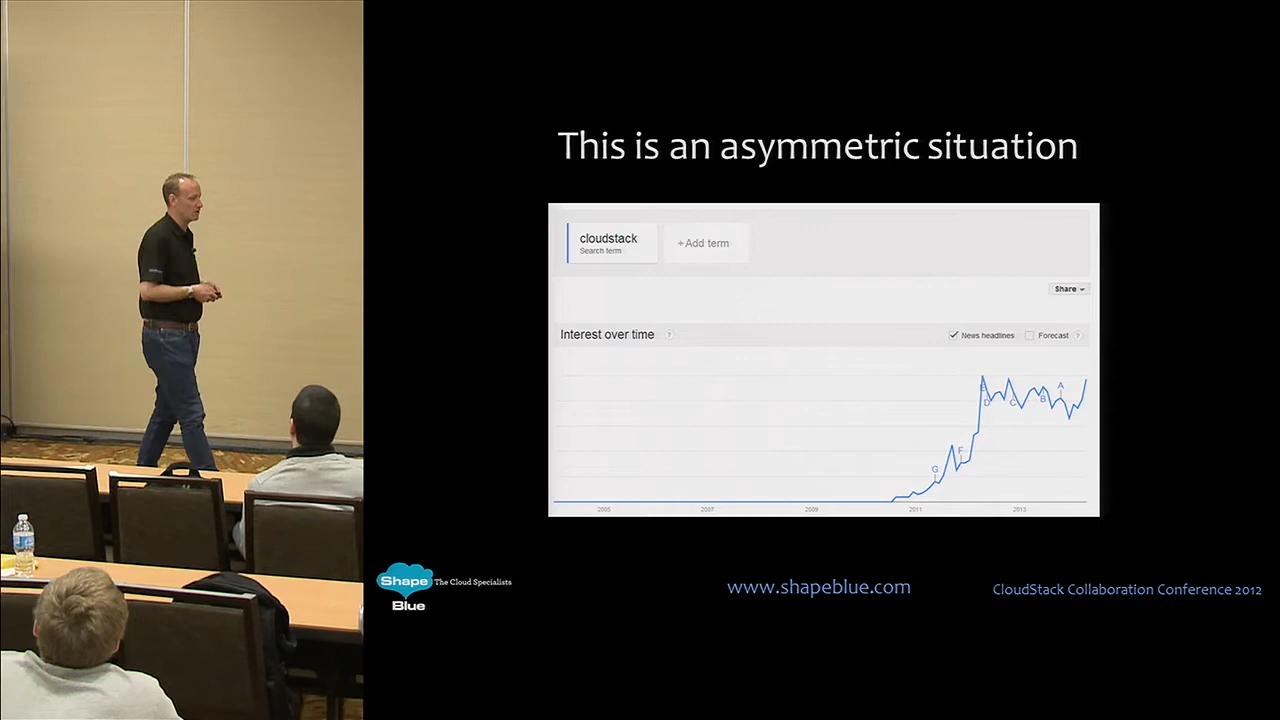 This is an asymmetric situation
cloudstack
Search term
+Add term
Share
Interest over time ?
News headlines
Forecast ?
A
E
D
C
B
F
G
2005
2007
2009
2011
2013
Shape
Blue
The Cloud Specialists
www.shapeblue.com
CloudStack Collaboration Conference 2012